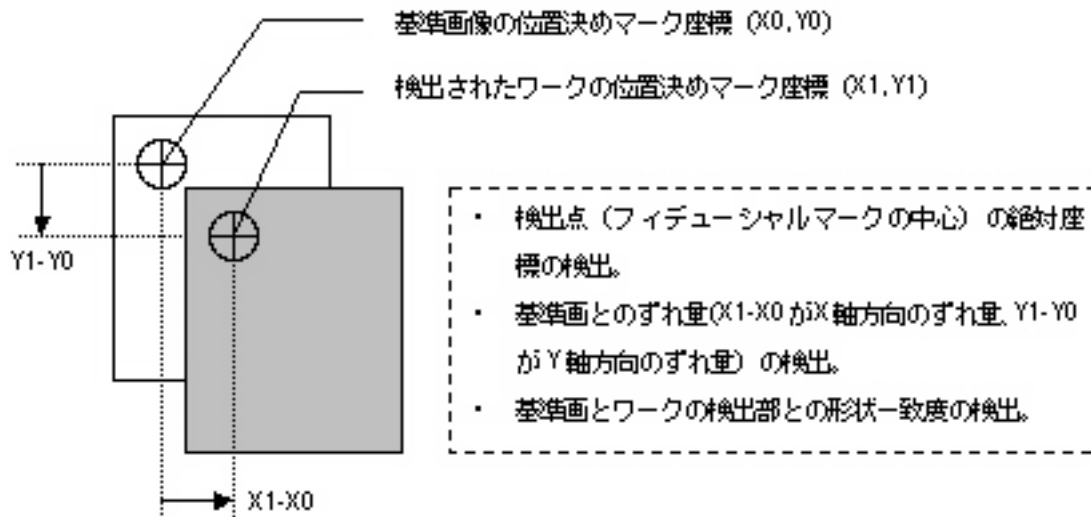 基準画像の位置決めマーク座標 (X0,Y0)
検出されたワークの位置決めマーク座標 (X1,Y1)
Y1-Y0
X1-X0
・ 検出点（フィデューシャルマークの中心）の絶対座
標の検出。
・ 基準画とのずれ量(X1-X0がX軸方向のずれ量、Y1-Y0
がY軸方向のずれ量）の検出。
・ 基準画とワークの検出部との形状一致度の検出。